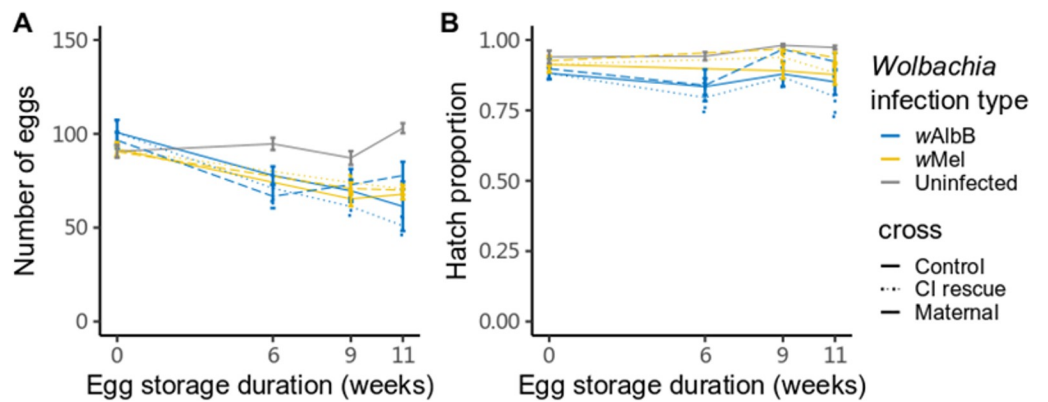 A
150
100
50
0
Number of eggs
0 6 9 11
Egg storage duration (weeks)
B
1.00
0.75
0.50
0.25
0.00
Hatch proportion
0 6 9 11
Egg storage duration (weeks)
Wolbachia
infection type
wAlbB
wMel
Uninfected
cross
Control
CI rescue
Maternal